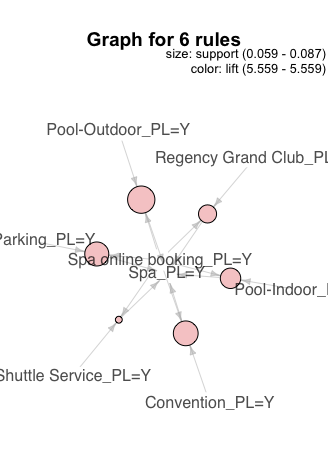 Graph for 6 rules
size: support (0.059 - 0.087)
color: lift (5.559 - 5.559)
Pool-Outdoor_PL=Y
Regency Grand Club_PL
Parking_PL=Y
Spa online booking_PL=Y
Spa_PL=Y
Pool-Indoor_
Shuttle Service_PL=Y
Convention_PL=Y